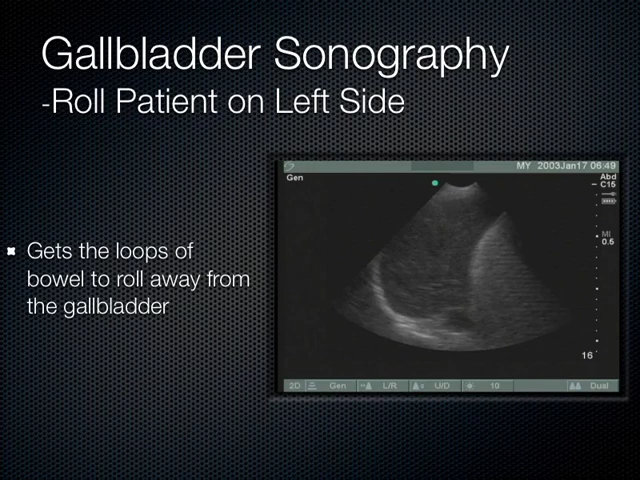 Gallbladder Sonography
-Roll Patient on Left Side
Gets the loops of
bowel to roll away from
the gallbladder
MY 2003Jan17 06:49
Gen
Abd
C15
MI
0.5
16
2D Gen L/R U/D 10 Dual